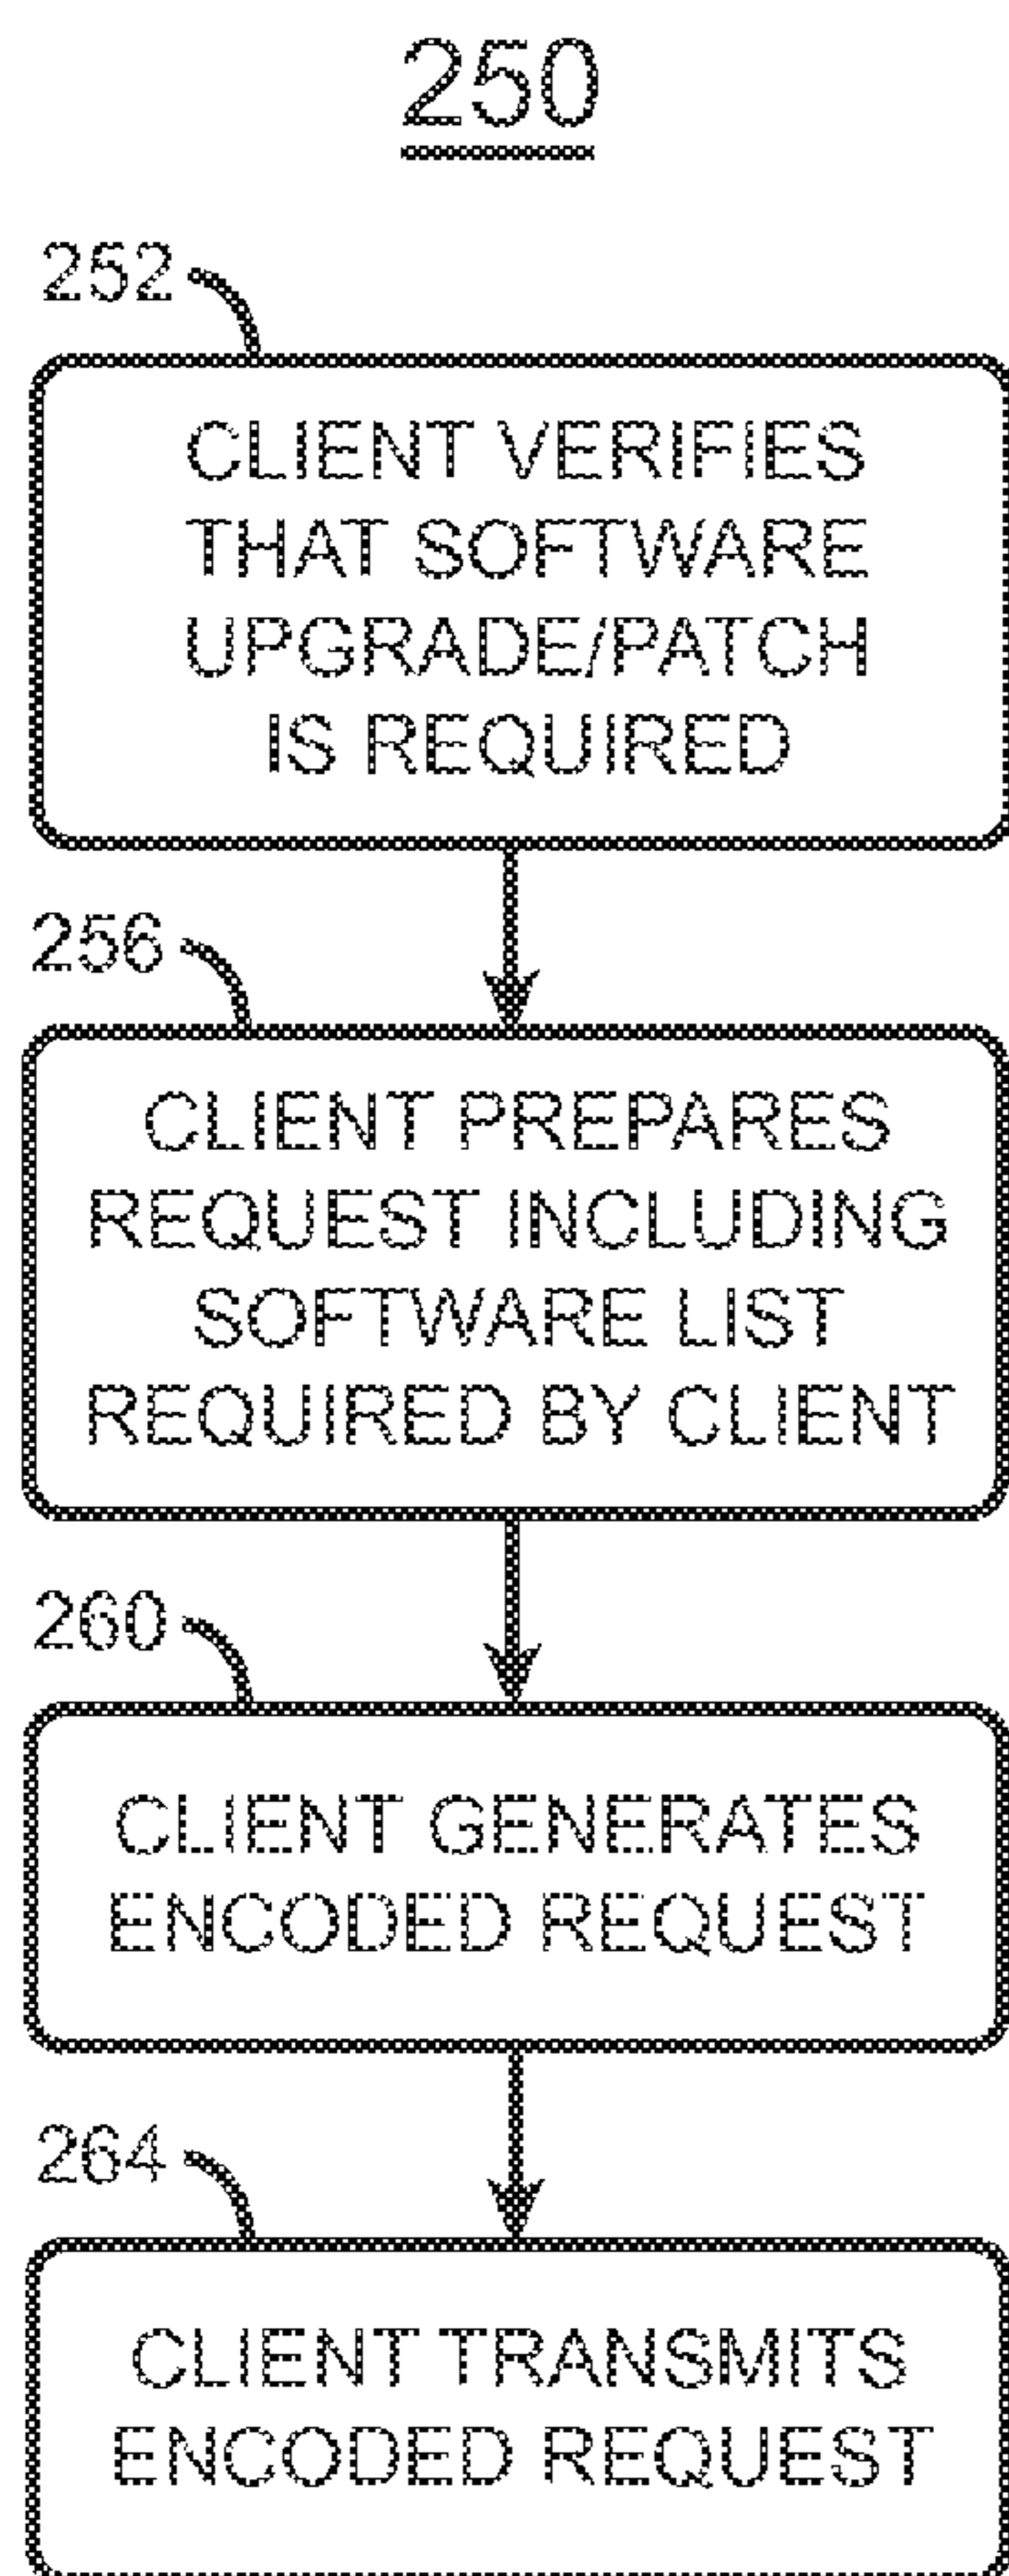 250
252
CLIENT VERIFIES
THAT SOFTWARE
UPGRADE/PATCH
IS REQUIRED
256
CLIENT PREPARES
REQUEST INCLUDING
SOFTWARE LIST
REQUIRED BY CLIENT
260
CLIENT GENERATES
ENCODED REQUEST
264
CLIENT TRANSMITS
ENCODED REQUEST